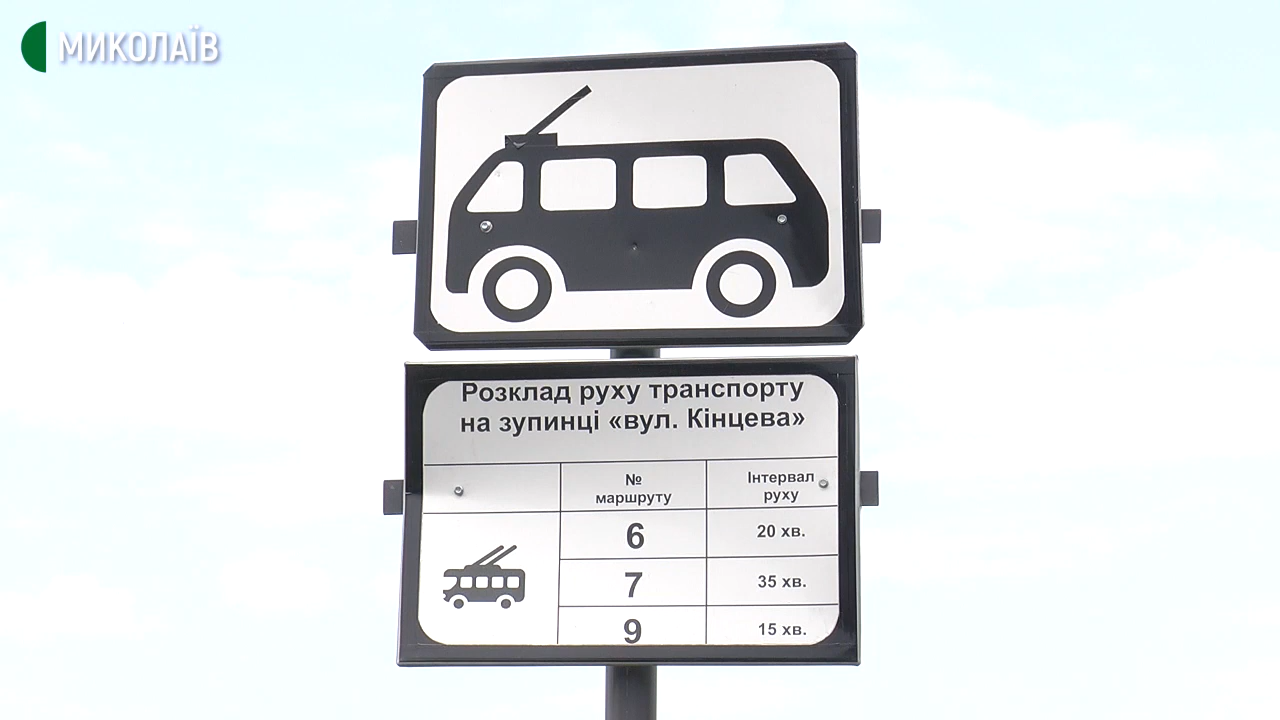 МИКОЛАЇВ
Розклад руху транспорту
на зупинці «вул. Кінцева»
№
маршруту
Інтервал
руху
6
20 хв.
7
35 хв.
9
15 хв.